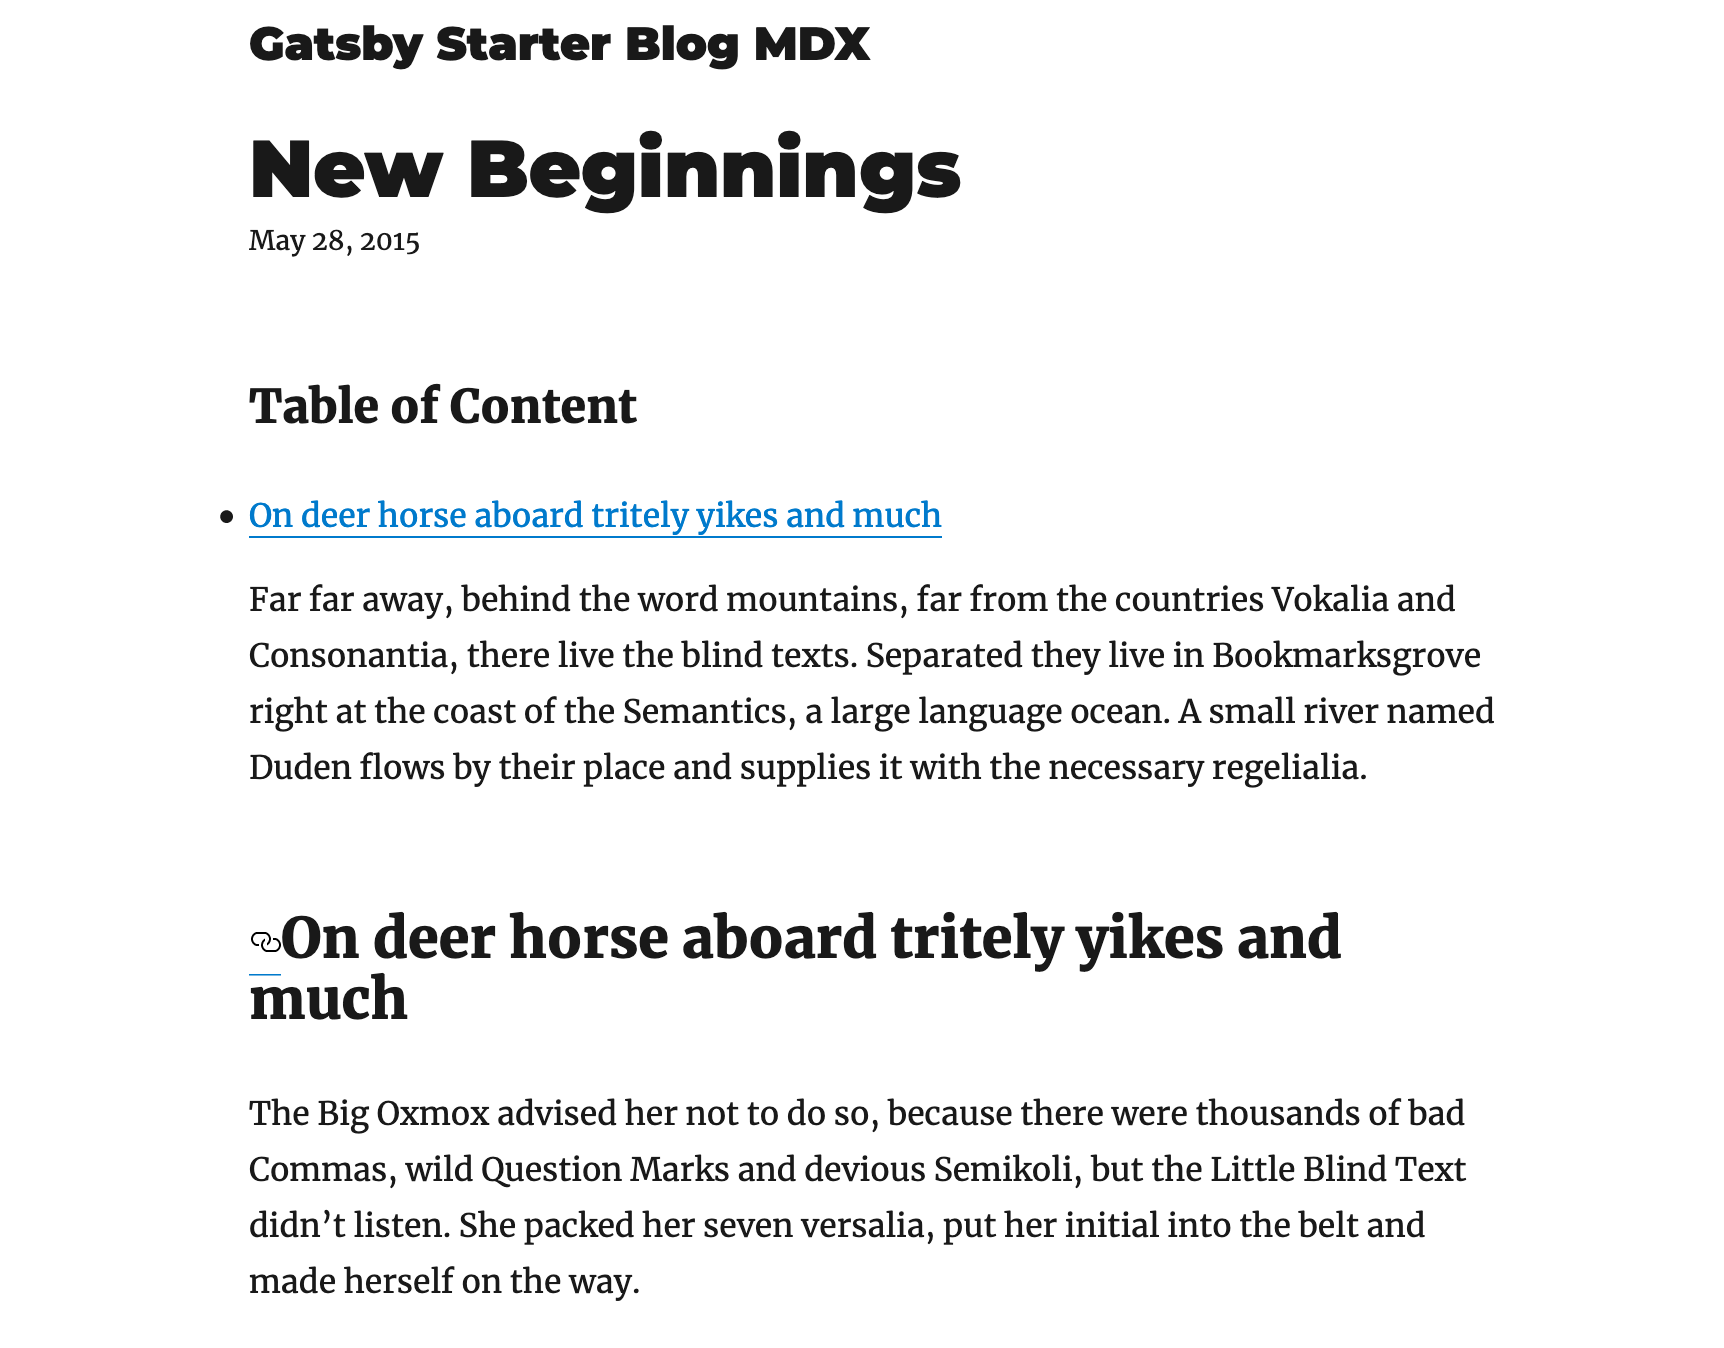 Gatsby Starter Blog MDX
New Beginnings
May 28, 2015
Table of Content
• On deer horse aboard tritely yikes and much
Far far away, behind the word mountains, far from the countries Vokalia and
Consonantia, there live the blind texts. Separated they live in Bookmarksgrove
right at the coast of the Semantics, a large language ocean. A small river named
Duden flows by their place and supplies it with the necessary regelialia.
On deer horse aboard tritely yikes and
much
The Big Oxmox advised her not to do so, because there were thousands of bad
Commas, wild Question Marks and devious Semikoli, but the Little Blind Text
didn’t listen. She packed her seven versalia, put her initial into the belt and
made herself on the way.